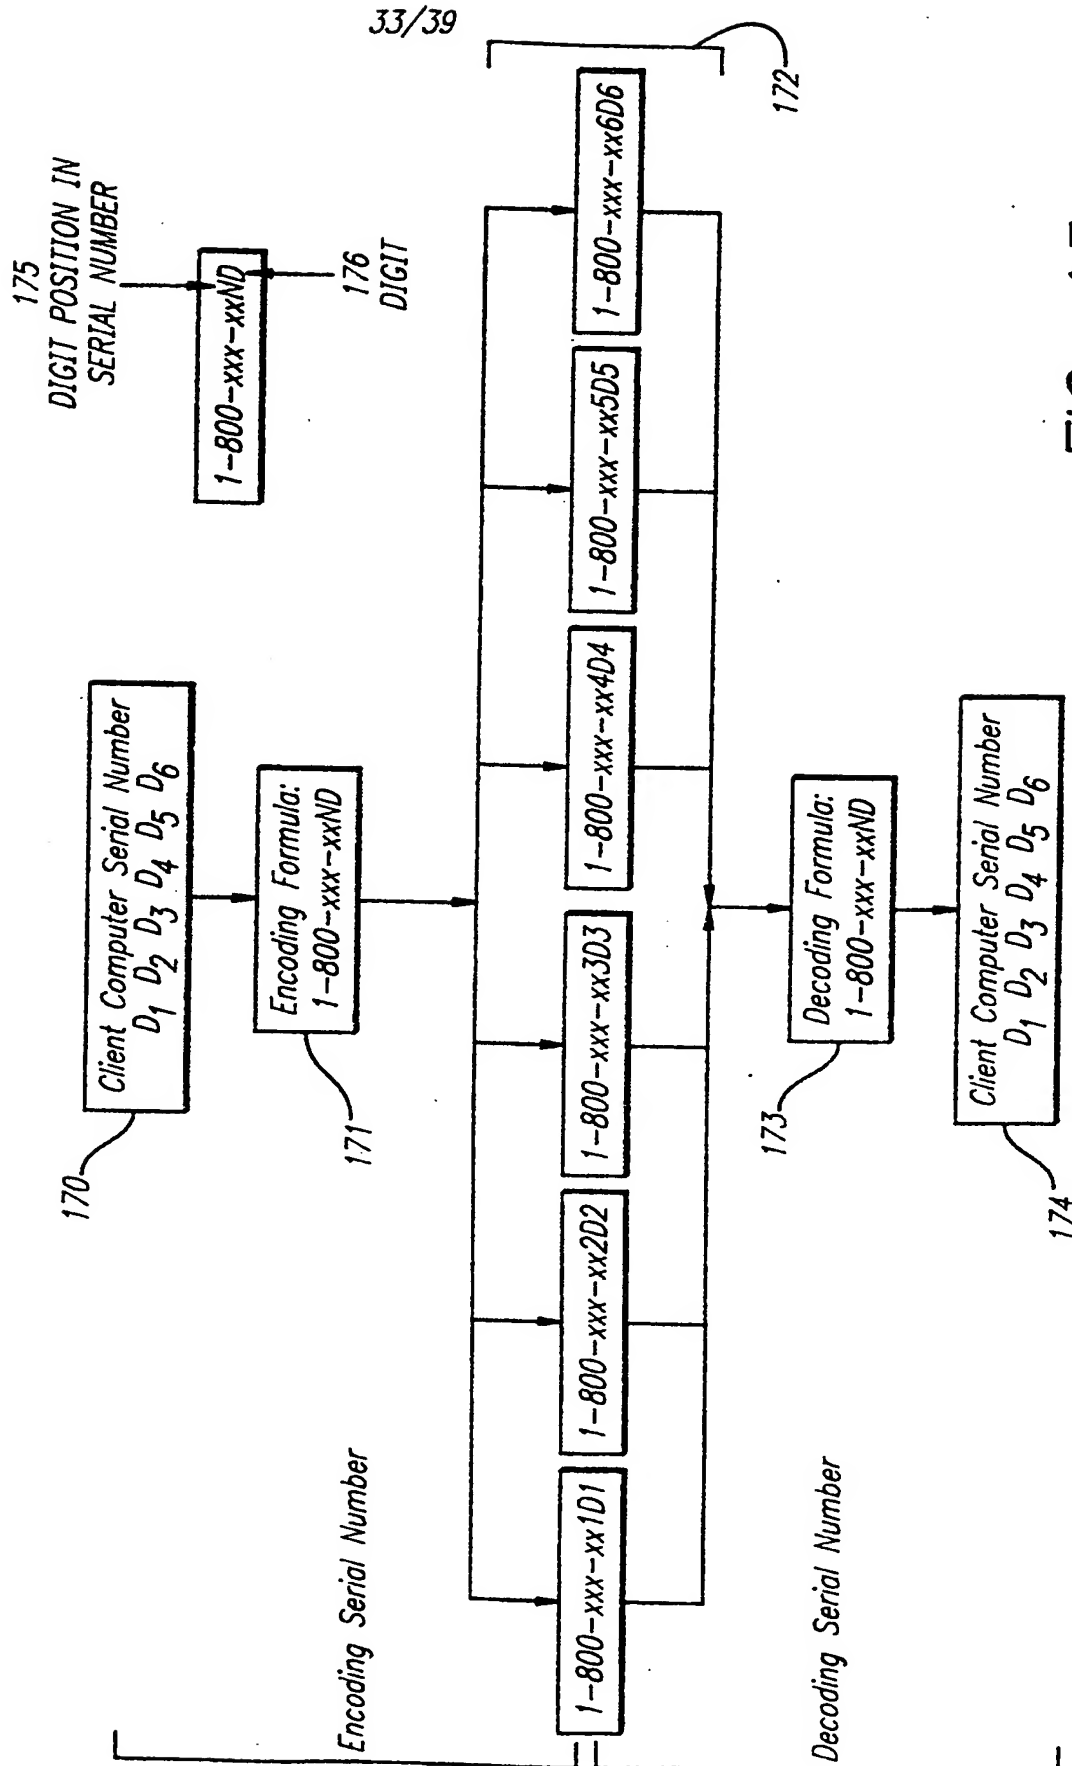 33/39
175
DIGIT POSITION IN
SERIAL NUMBER
1-800-xxx-xxND
176
DIGIT
170
Client Computer Serial Number
D1 D2 D3 D4 D5 D6
171
Encoding Formula:
1-800-xxx-xxND
Encoding Serial Number
172
1-800-xxx-xx1D1
1-800-xxx-xx2D2
1-800-xxx-xx3D3
1-800-xxx-xx4D4
1-800-xxx-xx5D5
1-800-xxx-xx6D6
Decoding Serial Number
173
Decoding Formula:
1-800-xxx-xxND
174
Client Computer Serial Number
D1 D2 D3 D4 D5 D6